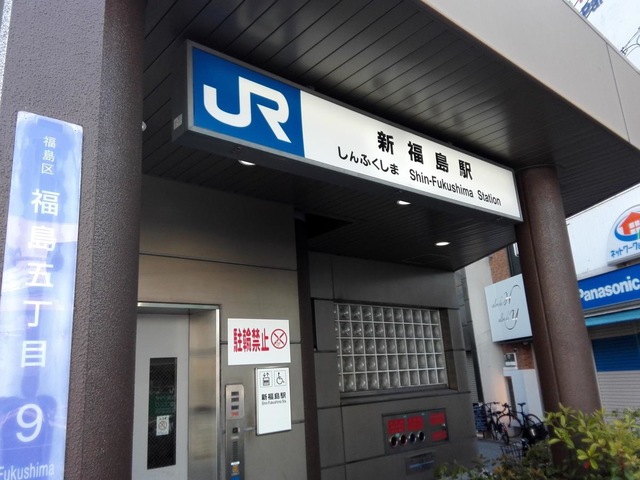 JR
新福島駅
しんふくしま Shin-Fukushima Station
福島区
福島五丁目
9
Fukushima
駐輪禁止
新福島駅
Panasonic